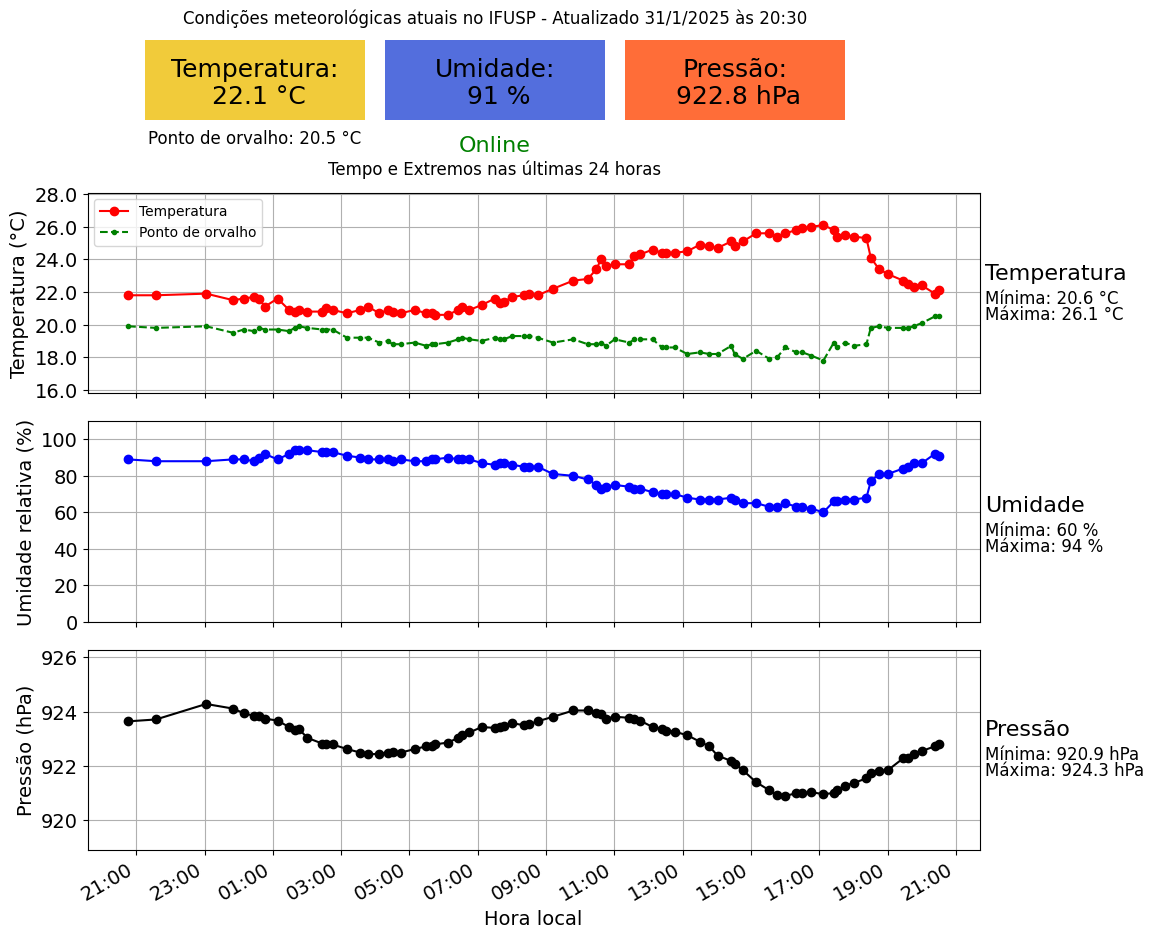 Condições meteorológicas atuais no IFUSP - Atualizado 31/1/2025 às 20:30
Temperatura:
22.1 °C
Umidade:
91 %
Pressão:
922.8 hPa
Ponto de orvalho: 20.5 °C
Online
Tempo e Extremos nas últimas 24 horas
Temperatura (°C)
28.0
26.0
24.0
22.0
20.0
18.0
16.0
Temperatura
Ponto de orvalho
Temperatura
Mínima: 20.6 °C
Máxima: 26.1 °C
Umidade relativa (%)
100
80
60
40
20
0
Umidade
Mínima: 60 %
Máxima: 94 %
Pressão (hPa)
926
924
922
920
Pressão
Mínima: 920.9 hPa
Máxima: 924.3 hPa
21:00 23:00 01:00 03:00 05:00 07:00 09:00 11:00 13:00 15:00 17:00 19:00 21:00
Hora local